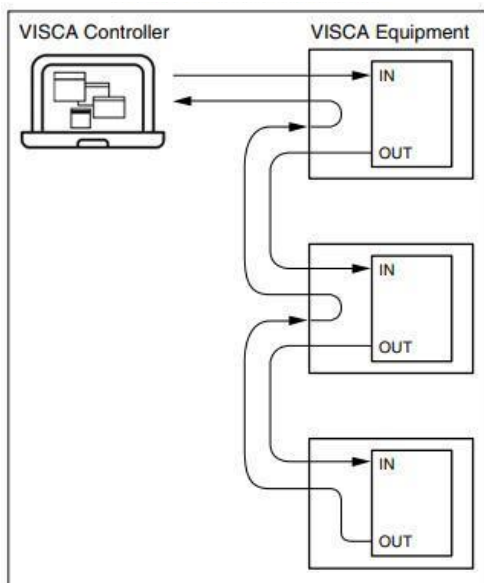 VISCA Controller
VISCA Equipment
IN
OUT
IN
OUT
IN
OUT